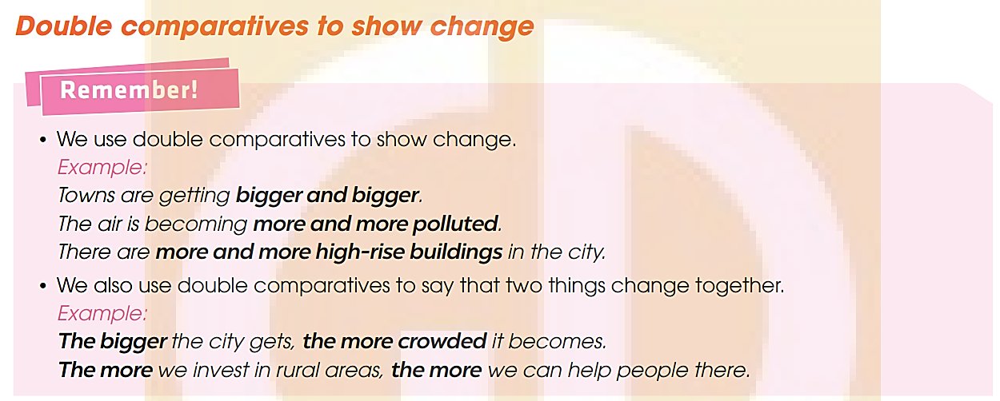 Double comparatives to show change
Remember!
• We use double comparatives to show change.
Example:
Towns are getting bigger and bigger.
The air is becoming more and more polluted.
There are more and more high-rise buildings in the city.
• We also use double comparatives to say that two things change together.
Example:
The bigger the city gets, the more crowded it becomes.
The more we invest in rural areas, the more we can help people there.